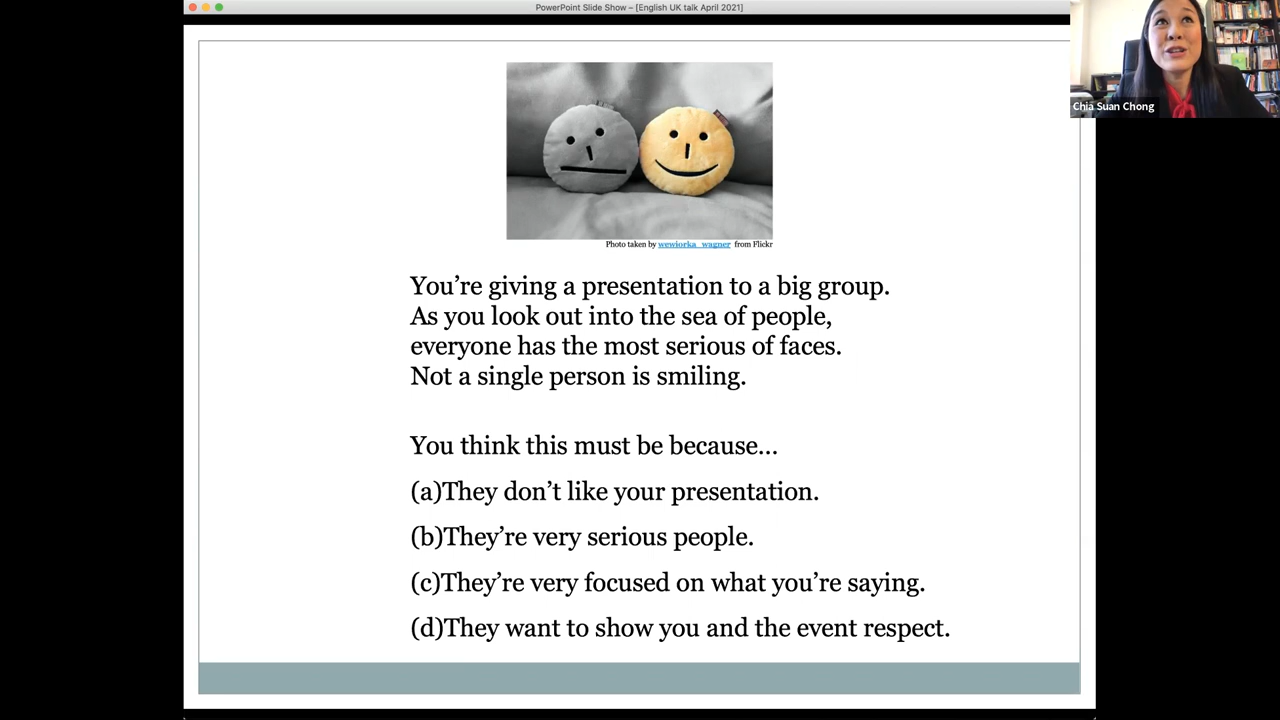 PowerPoint Slide Show – [English UK talk April 2021]
Chia Suan Chong
Photo taken by wewiorka_wagner from Flickr
You’re giving a presentation to a big group.
As you look out into the sea of people,
everyone has the most serious of faces.
Not a single person is smiling.
You think this must be because...
(a)They don’t like your presentation.
(b)They’re very serious people.
(c)They’re very focused on what you’re saying.
(d)They want to show you and the event respect.